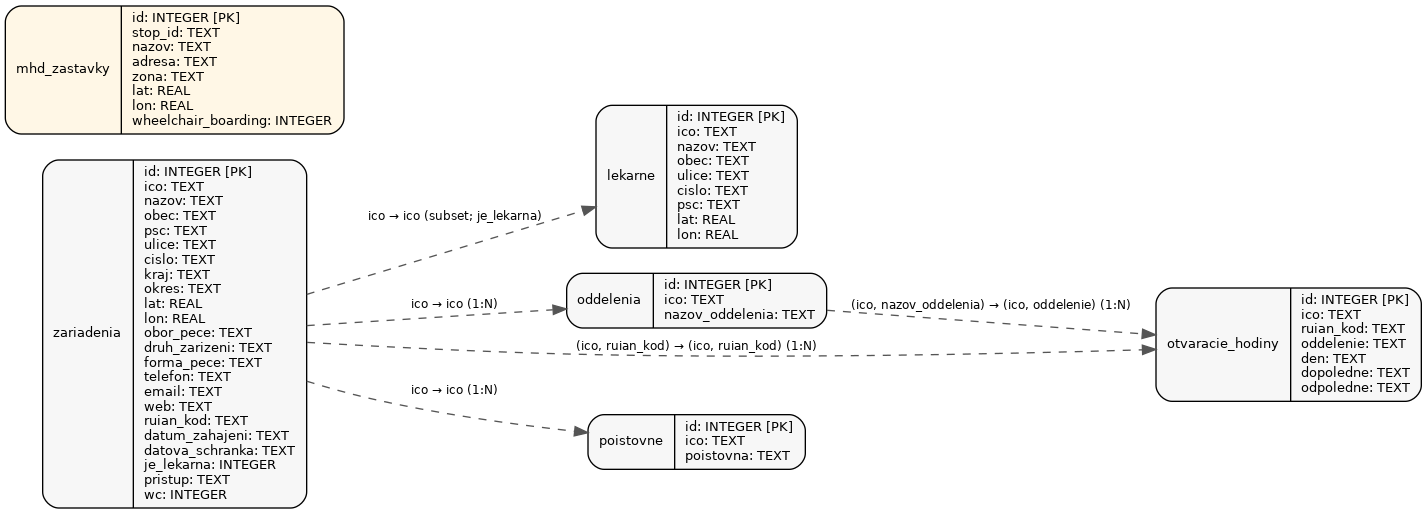 mhd_zastavky
id: INTEGER [PK]
stop_id: TEXT
nazov: TEXT
adresa: TEXT
zona: TEXT
lat: REAL
lon: REAL
wheelchair_boarding: INTEGER
zariadenia
id: INTEGER [PK]
ico: TEXT
nazov: TEXT
obec: TEXT
psc: TEXT
ulice: TEXT
cislo: TEXT
kraj: TEXT
okres: TEXT
lat: REAL
lon: REAL
obor_pece: TEXT
druh_zarizeni: TEXT
forma_pece: TEXT
telefon: TEXT
email: TEXT
web: TEXT
ruian_kod: TEXT
datum_zahajeni: TEXT
datova_schranka: TEXT
je_lekarna: INTEGER
pristup: TEXT
wc: INTEGER
ico → ico (subset; je_lekarna)
ico → ico (1:N)
(ico, ruian_kod) → (ico, ruian_kod) (1:N)
ico → ico (1:N)
lekarne
id: INTEGER [PK]
ico: TEXT
nazov: TEXT
obec: TEXT
ulice: TEXT
cislo: TEXT
psc: TEXT
lat: REAL
lon: REAL
oddelenia
id: INTEGER [PK]
ico: TEXT
nazov_oddelenia: TEXT
(ico, nazov_oddelenia) → (ico, oddelenie) (1:N)
poistovne
id: INTEGER [PK]
ico: TEXT
poistovna: TEXT
otvaracie_hodiny
id: INTEGER [PK]
ico: TEXT
ruian_kod: TEXT
oddelenie: TEXT
den: TEXT
dopoledne: TEXT
odpoledne: TEXT